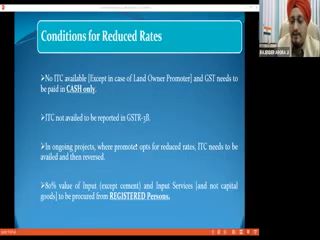 Conditions for Reduced Rates
➢No ITC available [Except in case of Land Owner Promoter] and GST needs to
be paid in CASH only.
➢ITC not availed to be reported in GSTR-3B.
➢In ongoing projects, where promoter opts for reduced rates, ITC needs to be
availed and then reversed.
➢80% value of Input (except cement) and Input Services [and not capital
goods] to be procured from REGISTERED Persons.